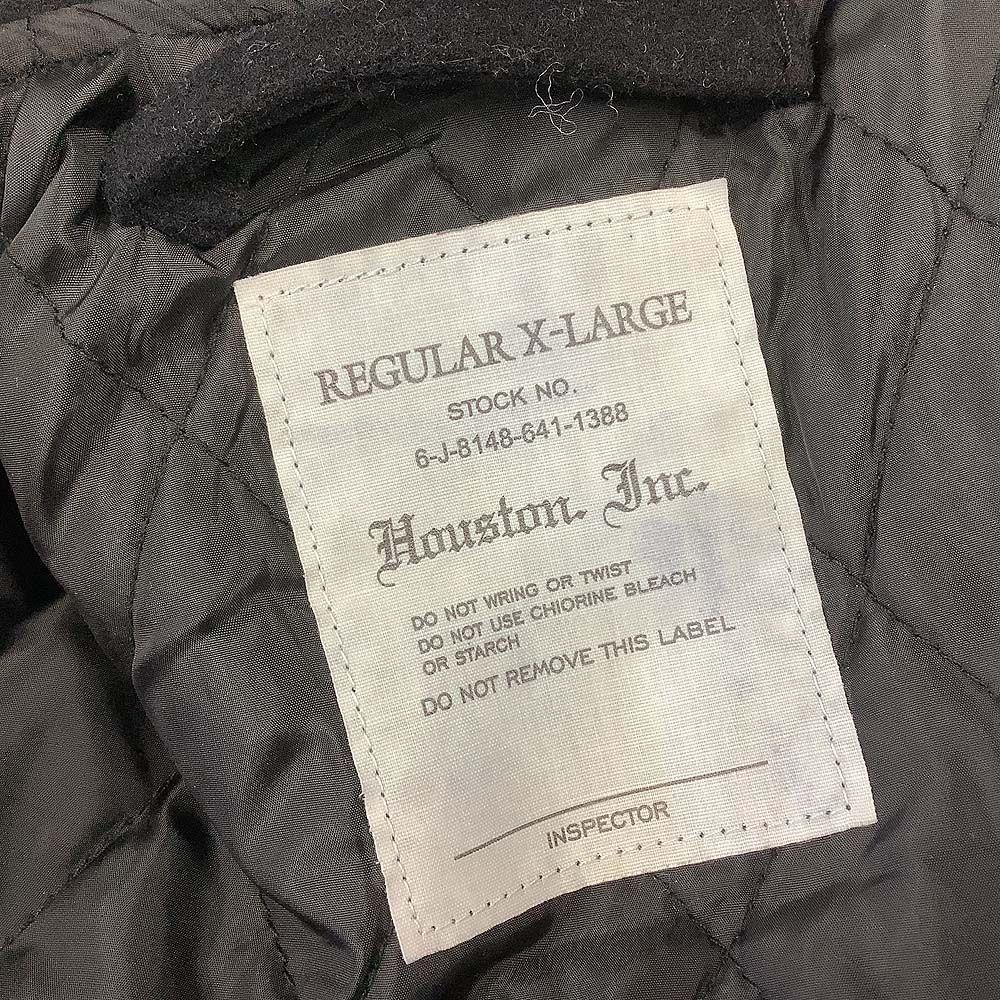 REGULAR X-LARGE
STOCK NO.
6-J-8148-641-1388
Houston. Inc.
DO NOT WRING OR TWIST
DO NOT USE CHIORINE BLEACH
OR STARCH
DO NOT REMOVE THIS LABEL
INSPECTOR